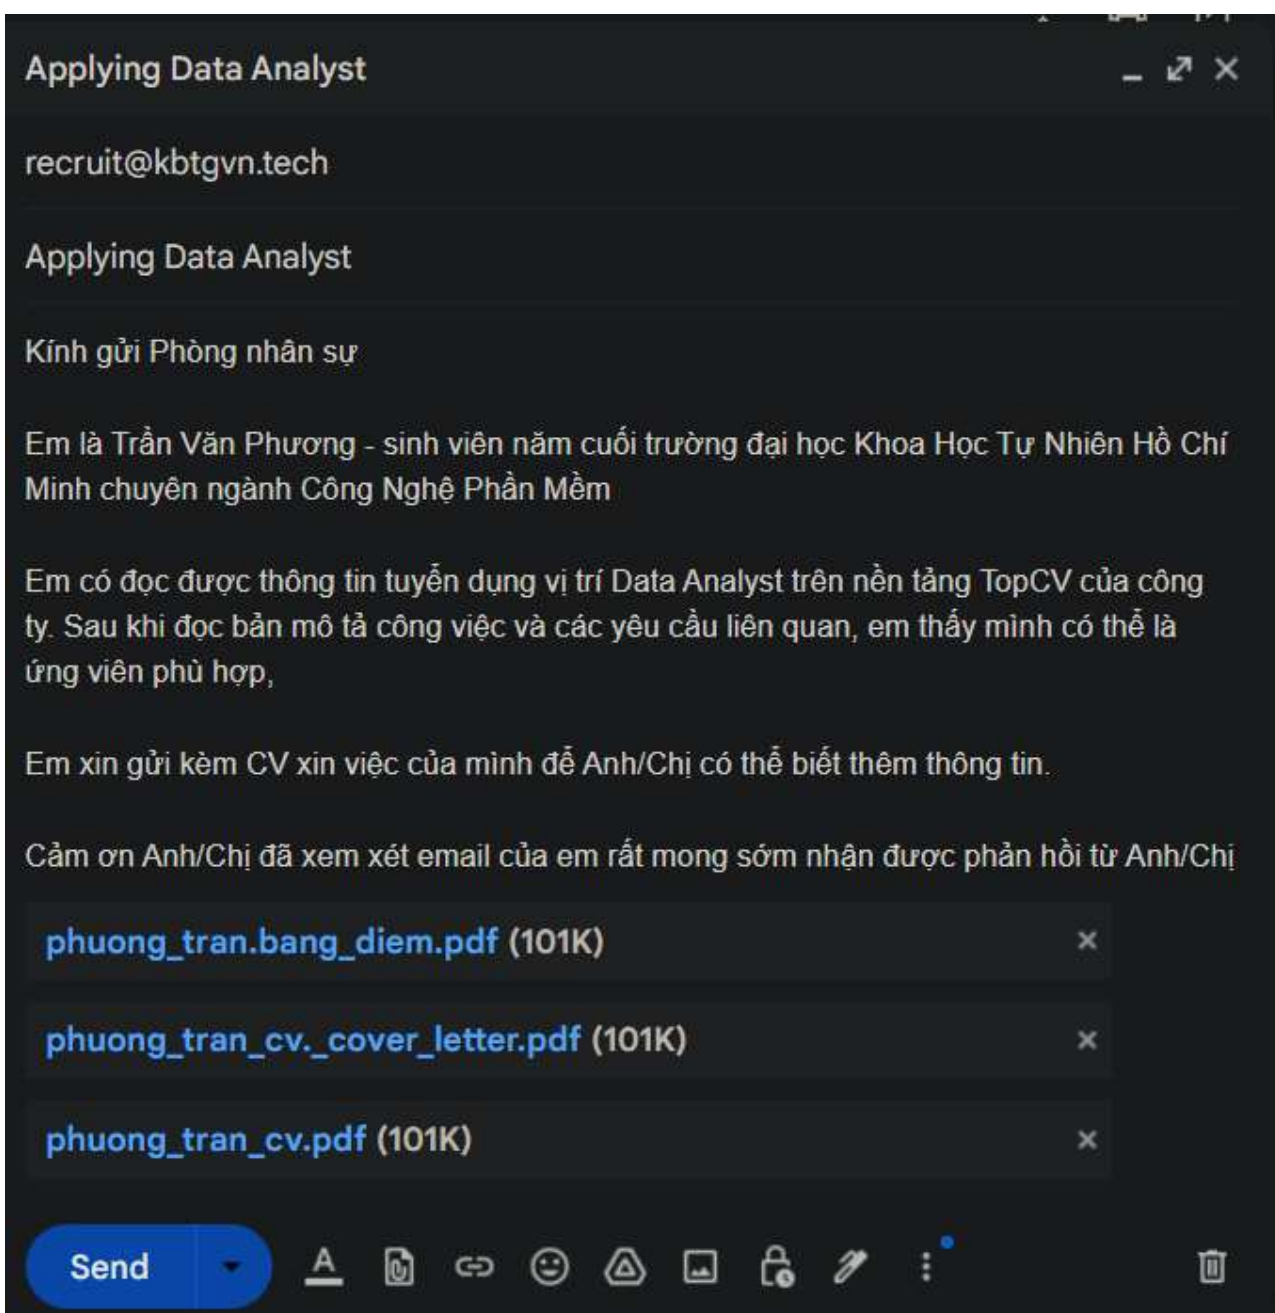 Applying Data Analyst
recruit@kbtgvn.tech
Applying Data Analyst
Kính gửi Phòng nhân sự
Em là Trần Văn Phương - sinh viên năm cuối trường đại học Khoa Học Tự Nhiên Hồ Chí
Minh chuyên ngành Công Nghệ Phần Mềm
Em có đọc được thông tin tuyển dụng vị trí Data Analyst trên nền tảng TopCV của công
ty. Sau khi đọc bản mô tả công việc và các yêu cầu liên quan, em thấy mình có thể là
ứng viên phù hợp,
Em xin gửi kèm CV xin việc của mình để Anh/Chị có thể biết thêm thông tin.
Cảm ơn Anh/Chị đã xem xét email của em rất mong sớm nhận được phản hồi từ Anh/Chị
phuong_tran.bang_diem.pdf (101K)
phuong_tran_cv._cover_letter.pdf (101K)
phuong_tran_cv.pdf (101K)
Send